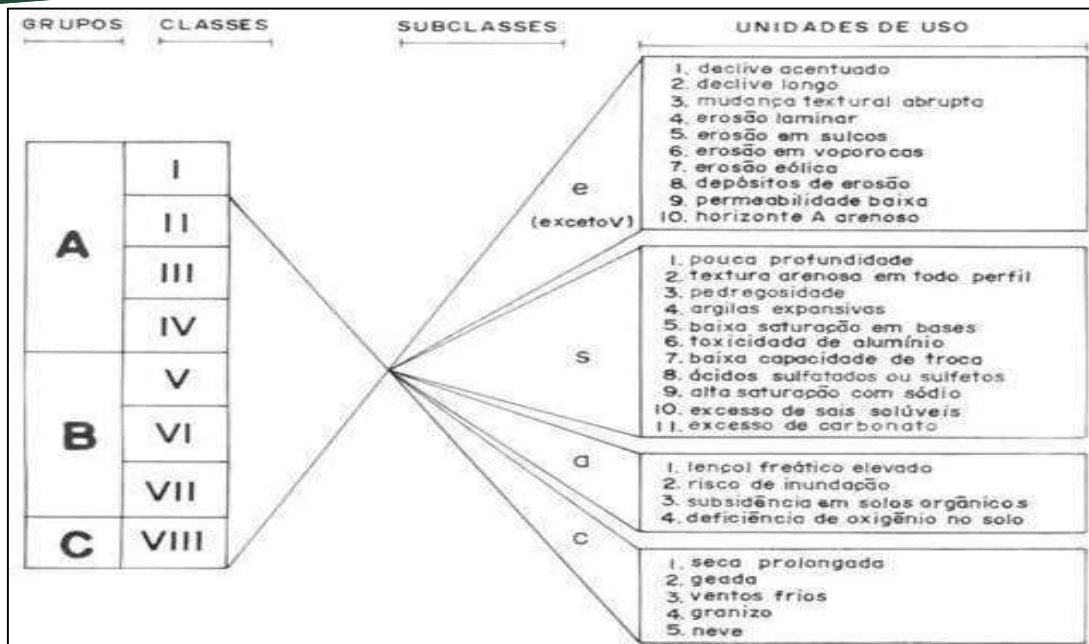 GRUPOS CLASSES SUBCLASSES UNIDADES DE USO
A
B
C
I
II
III
IV
V
VI
VII
VIII
e
(exceto V)
s
a
c
1. declive acentuado
2. declive longo
3. mudança textural abrupta
4. erosão laminar
5. erosão em sulcos
6. erosão em voporocas
7. erosão eólica
8. depósitos de erosão
9. permeabilidade baixa
10. horizonte A arenoso
1. pouca profundidade
2. textura arenosa em todo perfil
3. pedregosidade
4. argilas expansivas
5. baixa saturação em bases
6. toxicidada de alumínio
7. baixa capacidade de troca
8. ácidos sulfatados ou sulfetos
9. alta saturação com sódio
10. excesso de sais solúveis
11. excesso de carbonato
1. lençol freático elevado
2. risco de inundação
3. subsidência em solos orgânicos
4. deficiência de oxigênio no solo
1. seca prolongada
2. geada
3. ventos frios
4. granizo
5. neve